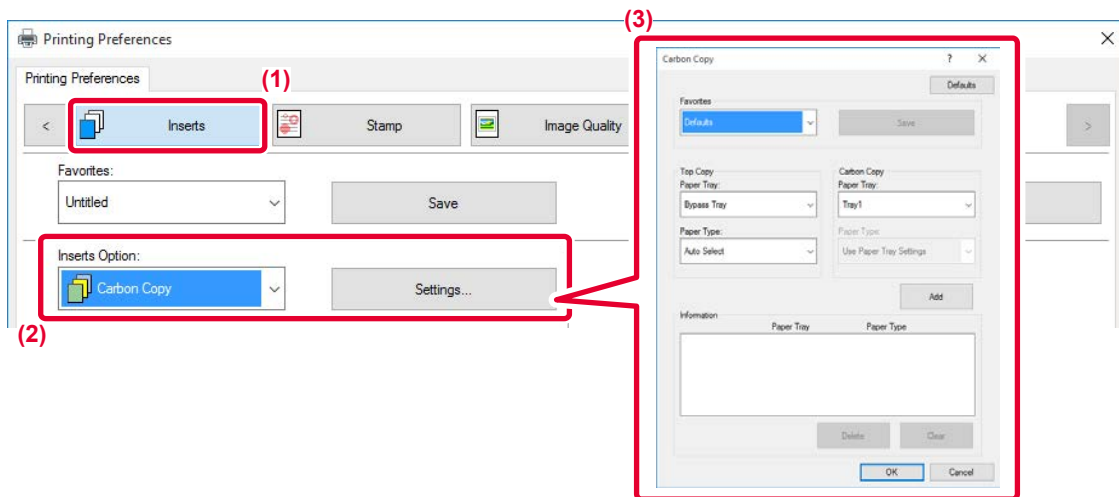 (3)
Printing Preferences
Printing Preferences
(1)
< Inserts Stamp Image Quality >
Favorites:
Untitled Save
Inserts Option:
Carbon Copy Settings...
(2)
Carbon Copy ?
Defaults
Favorites
Defaults Save
Top Copy Carbon Copy
Paper Tray: Paper Tray:
Bypass Tray Tray1
Paper Type: Paper Type:
Auto Select Use Paper Tray Settings
Add
Information
Paper Tray Paper Type
Delete Clear
OK Cancel